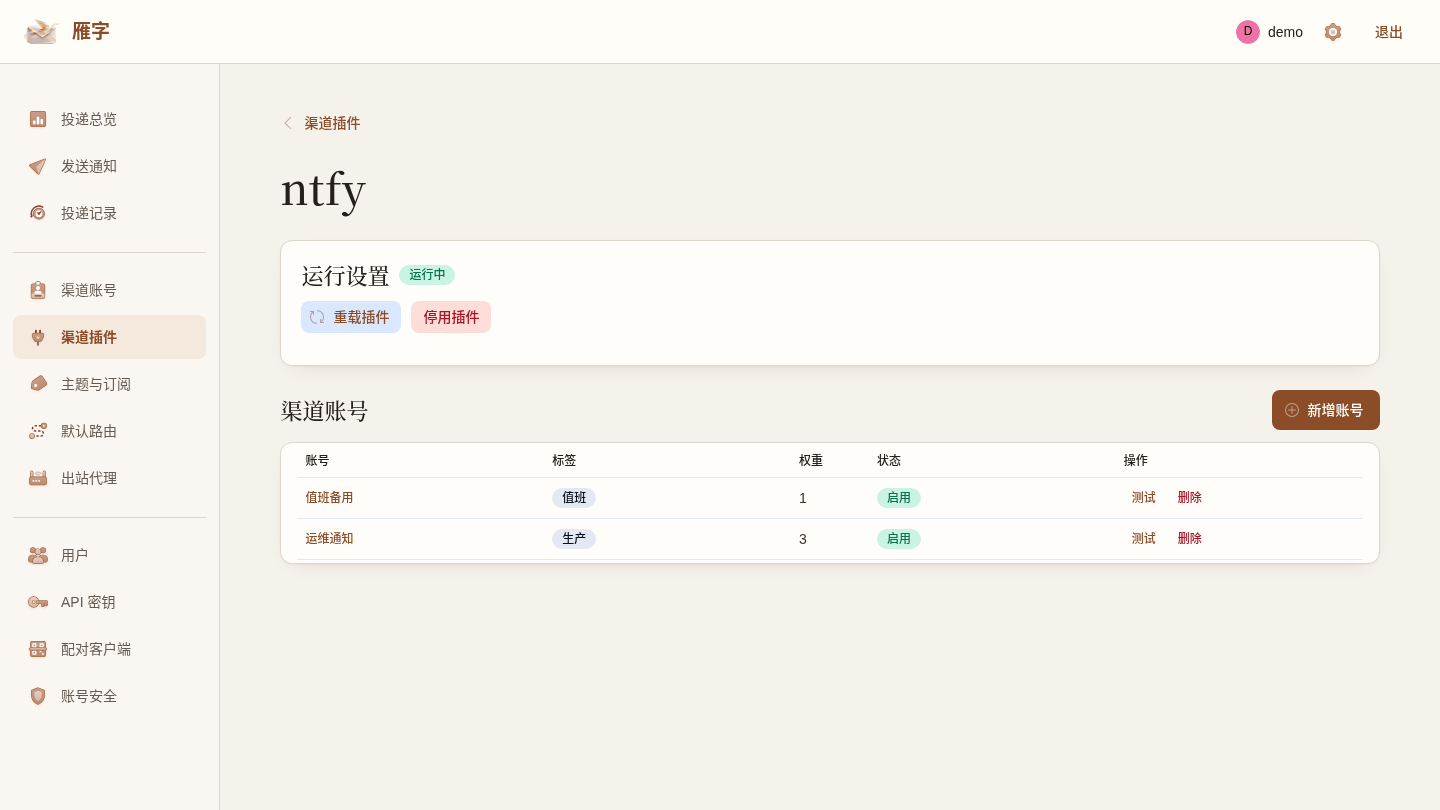 雁字
D demo 退出
投递总览
发送通知
投递记录
渠道账号
渠道插件
主题与订阅
默认路由
出站代理
用户
API 密钥
配对客户端
账号安全
渠道插件
ntfy
运行设置 运行中
重载插件 停用插件
渠道账号 新增账号
账号 标签 权重 状态 操作
值班备用 值班 1 启用 测试 删除
运维通知 生产 3 启用 测试 删除